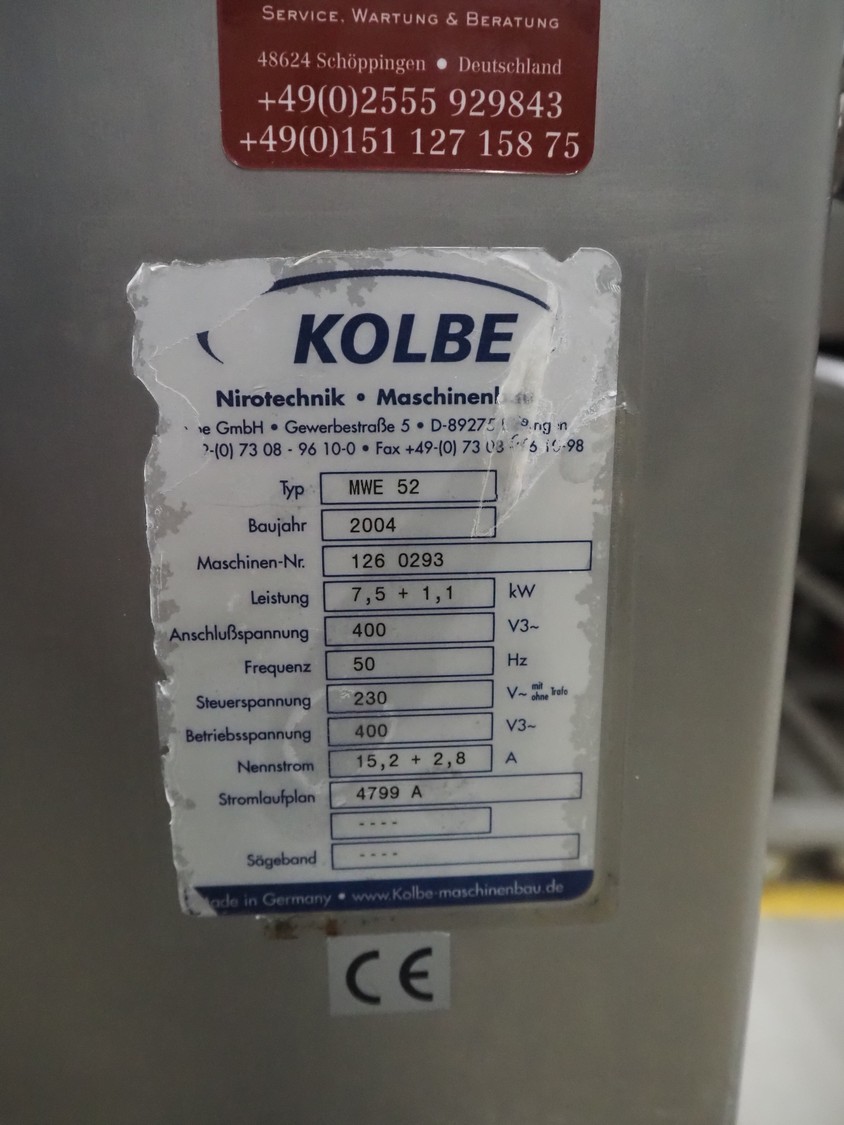 SERVICE, WARTUNG & BERATUNG
48624 Schöppingen • Deutschland
+49(0)2555 929843
+49(0)151 127 158 75
KOLBE
Nirotechnik • Maschinenbau
GmbH • Gewerbestraße 5 • D-89275
-(0) 73 08 - 96 10-0 • Fax +49-(0) 73 08
Typ MWE 52
Baujahr 2004
Maschinen-Nr. 126 0293
Leistung 7,5 + 1,1 kW
Anschlußspannung 400 V3~
Frequenz 50 Hz
Steuerspannung 230 V~ mit ohne Trafo
Betriebsspannung 400 V3~
Nennstrom 15,2 + 2,8 A
Stromlaufplan 4799 A
----
Sägeband ----
Made in Germany • www.Kolbe-maschinenbau.de
CE